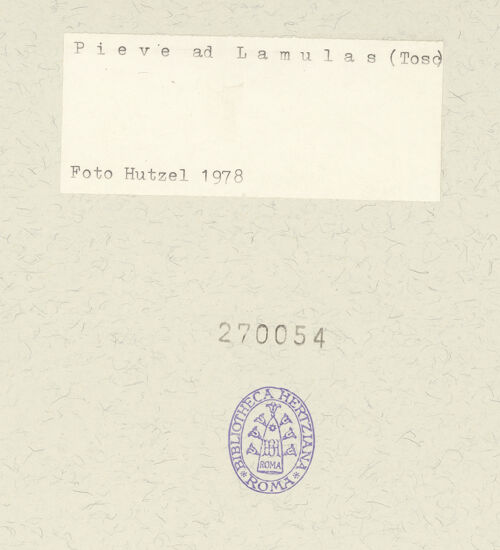 Pieve ad Lamulas (Tosc)
Foto Hutzel 1978
270054
BIBLIOTHECA HERTZIANA
ROMA
* ROMA *